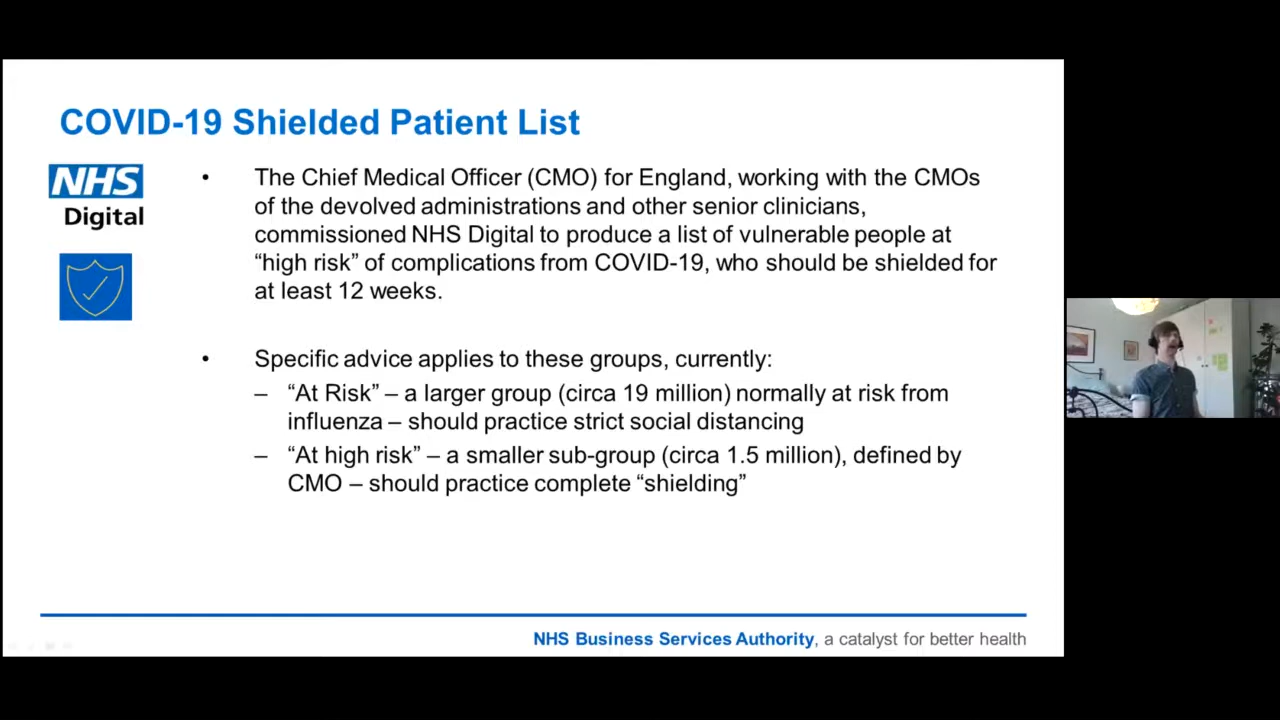 COVID-19 Shielded Patient List
NHS
Digital
• The Chief Medical Officer (CMO) for England, working with the CMOs
of the devolved administrations and other senior clinicians,
commissioned NHS Digital to produce a list of vulnerable people at
“high risk” of complications from COVID-19, who should be shielded for
at least 12 weeks.
• Specific advice applies to these groups, currently:
– “At Risk” – a larger group (circa 19 million) normally at risk from
influenza – should practice strict social distancing
– “At high risk” – a smaller sub-group (circa 1.5 million), defined by
CMO – should practice complete “shielding”
NHS Business Services Authority, a catalyst for better health